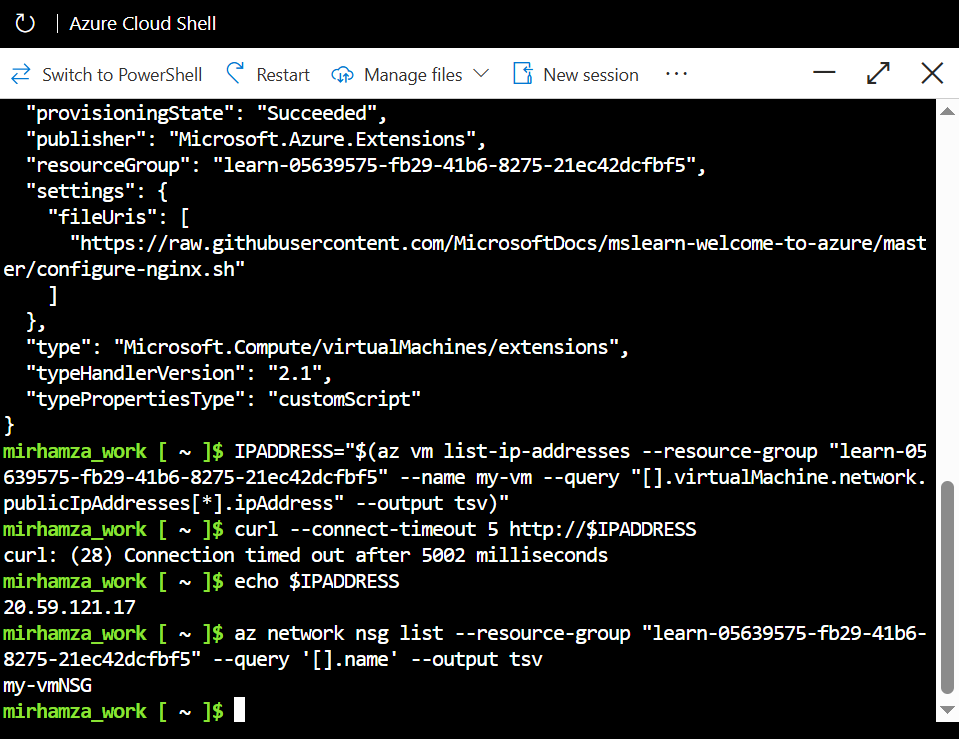 Azure Cloud Shell
Switch to PowerShell Restart Manage files New session ...
"provisioningState": "Succeeded",
"publisher": "Microsoft.Azure.Extensions",
"resourceGroup": "learn-05639575-fb29-41b6-8275-21ec42dcfbf5",
"settings": {
"fileUris": [
"https://raw.githubusercontent.com/MicrosoftDocs/mslearn-welcome-to-azure/mast
er/configure-nginx.sh"
]
},
"type": "Microsoft.Compute/virtualMachines/extensions",
"typeHandlerVersion": "2.1",
"typePropertiesType": "customScript"
}
mirhamza_work [ ~ ]$ IPADDRESS="$(az vm list-ip-addresses --resource-group "learn-05
639575-fb29-41b6-8275-21ec42dcfbf5" --name my-vm --query "[].virtualMachine.network.
publicIpAddresses[*].ipAddress" --output tsv)"
mirhamza_work [ ~ ]$ curl --connect-timeout 5 http://$IPADDRESS
curl: (28) Connection timed out after 5002 milliseconds
mirhamza_work [ ~ ]$ echo $IPADDRESS
20.59.121.17
mirhamza_work [ ~ ]$ az network nsg list --resource-group "learn-05639575-fb29-41b6-
8275-21ec42dcfbf5" --query '[].name' --output tsv
my-vmNSG
mirhamza_work [ ~ ]$